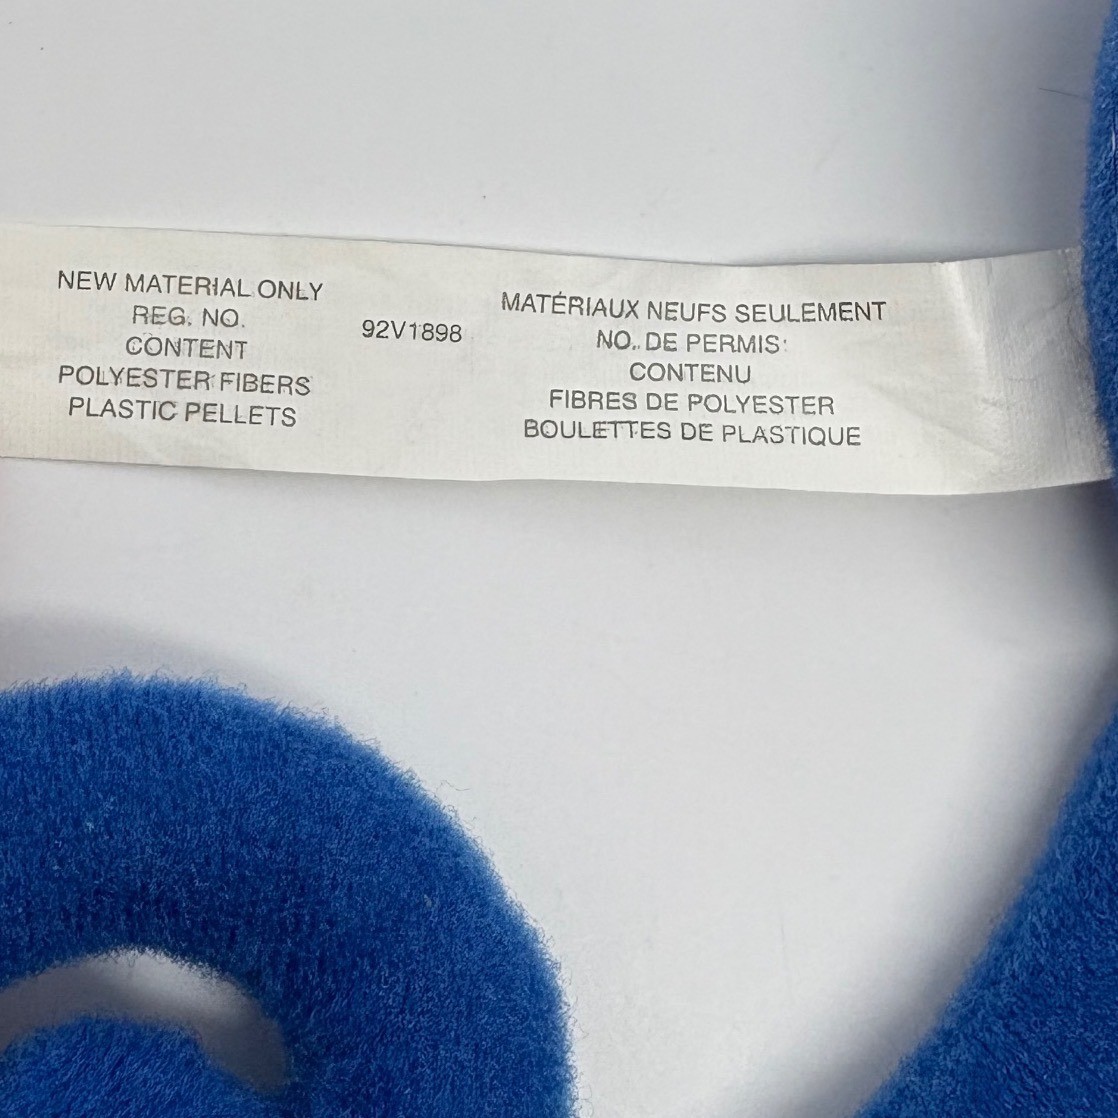 NEW MATERIAL ONLY
REG. NO.
CONTENT
POLYESTER FIBERS
PLASTIC PELLETS
92V1898
MATÉRIAUX NEUFS SEULEMENT
NO. DE PERMIS:
CONTENU
FIBRES DE POLYESTER
BOULETTES DE PLASTIQUE